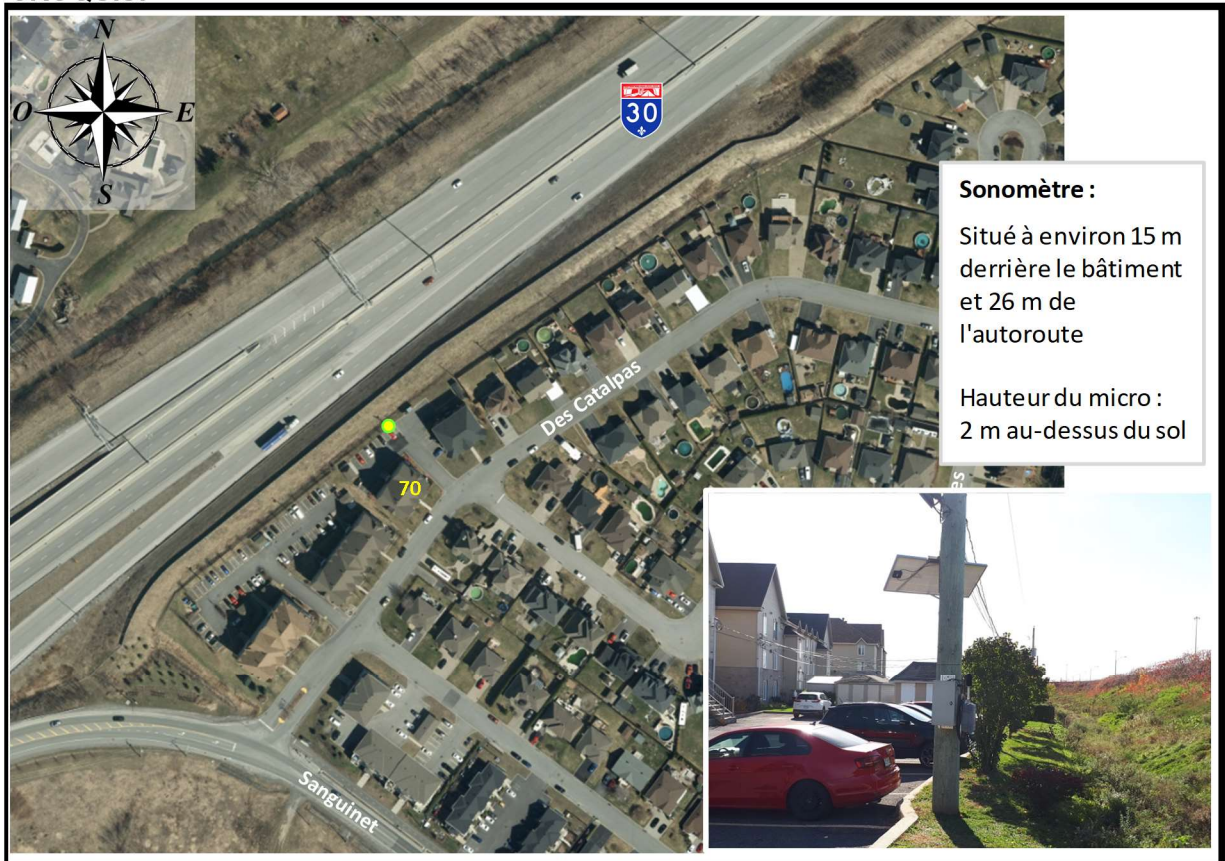 N
O
E
S
30
Sonomètre :
Situé à environ 15 m
derrière le bâtiment
et 26 m de
l'autoroute
Hauteur du micro :
2 m au-dessus du sol
Des Catalpas
70
es
Sanguinet